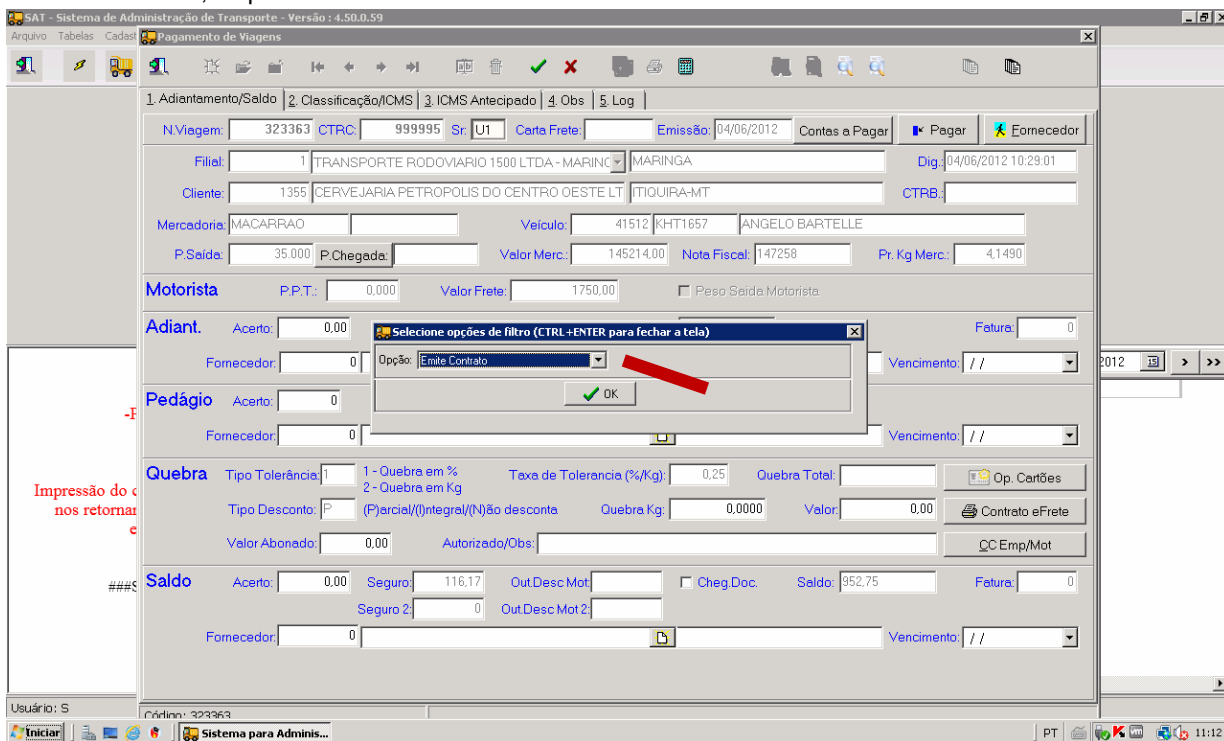 SAT - Sistema de Administração de Transporte - Versão : 4.50.0.59
Arquivo Tabelas Cadast
Pagamento de Viagens
1. Adiantamento/Saldo 2. Classificação/ICMS 3. ICMS Antecipado 4. Obs 5. Log
N.Viagem: 323363 CTRC: 999995 Sr: U1 Carta Frete: Emissão: 04/06/2012 Contas a Pagar Pagar Fornecedor
Filial: 1 TRANSPORTE RODOVIARIO 1500 LTDA - MARINC MARINGA Dig.: 04/06/2012 10:29:01
Cliente: 1355 CERVEJARIA PETROPOLIS DO CENTRO OESTE LT ITIQUIRA-MT CTRB.:
Mercadoria: MACARRAO Veículo: 41512 KHT1657 ANGELO BARTELLE
P.Saída: 35.000 P.Chegada: Valor Merc.: 145214,00 Nota Fiscal: 147258 Pr. Kg Merc.: 4,1490
Motorista P.P.T.: 0,000 Valor Frete: 1750,00 Peso Saida Motorista
Adiant. Acerto: 0,00 Fatura: 0
Selecione opções de filtro (CTRL+ENTER para fechar a tela)
Opção: Emite Contrato
OK
Fornecedor: 0 Vencimento: / /
2012 15 > >>
Pedágio Acerto: 0
Fornecedor: 0 Vencimento: / /
Quebra Tipo Tolerância: 1 1 - Quebra em % Taxa de Tolerancia (%/Kg): 0,25 Quebra Total: Op. Cartões
2 - Quebra em Kg
Impressão do
Tipo Desconto: P (P)arcial/(I)ntegral/(N)ão desconta Quebra Kg: 0,0000 Valor: 0,00 Contrato eFrete
nos retornar
Valor Abonado: 0,00 Autorizado/Obs: CC Emp/Mot
Saldo Acerto: 0,00 Seguro: 116,17 Out.Desc Mot: Cheg.Doc. Saldo: 952,75 Fatura: 0
Seguro 2: 0 Out.Desc Mot 2:
Fornecedor: 0 Vencimento: / /
Usuário: S
Código: 323363
Iniciar Sistema para Adminis... PT 11:12